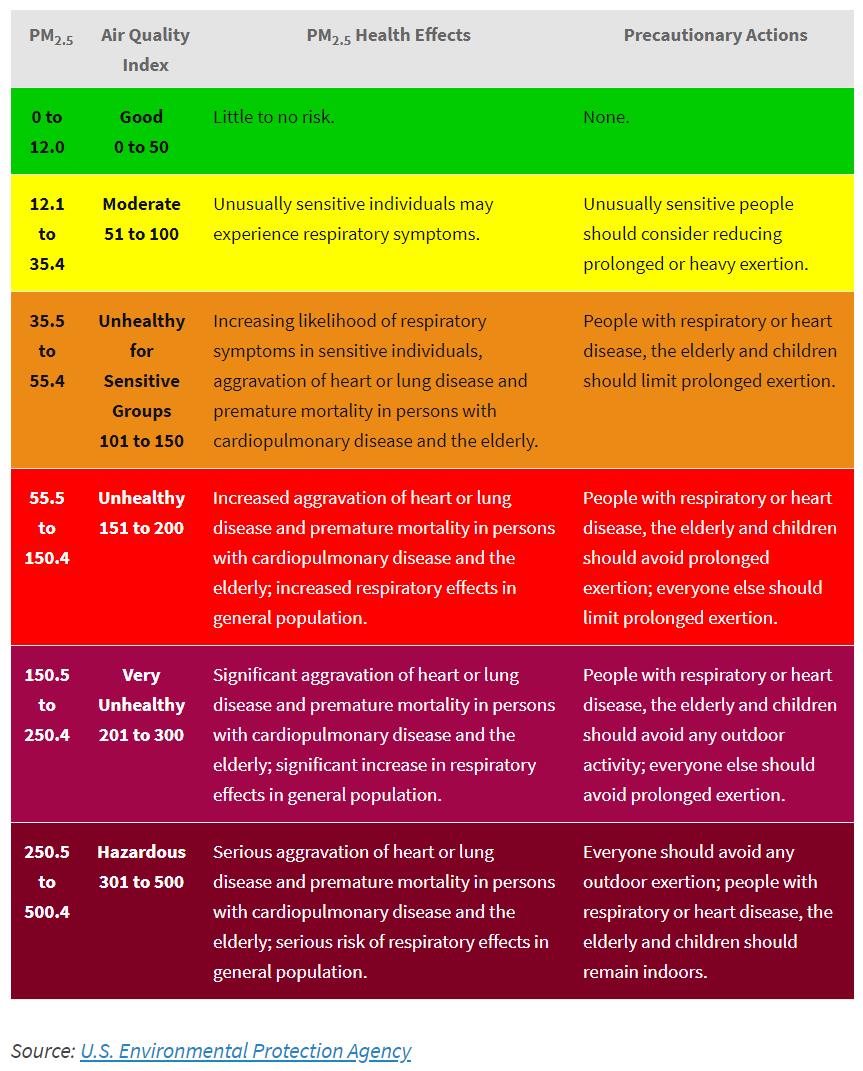 PM2.5 Air Quality Index PM2.5 Health Effects Precautionary Actions
0 to 12.0
Good
0 to 50
Little to no risk.
None.
12.1 to 35.4
Moderate
51 to 100
Unusually sensitive individuals may
experience respiratory symptoms.
Unusually sensitive people
should consider reducing
prolonged or heavy exertion.
35.5 to 55.4
Unhealthy
for
Sensitive
Groups
101 to 150
Increasing likelihood of respiratory
symptoms in sensitive individuals,
aggravation of heart or lung disease and
premature mortality in persons with
cardiopulmonary disease and the elderly.
People with respiratory or heart
disease, the elderly and children
should limit prolonged exertion.
55.5 to 150.4
Unhealthy
151 to 200
Increased aggravation of heart or lung
disease and premature mortality in persons
with cardiopulmonary disease and the
elderly; increased respiratory effects in
general population.
People with respiratory or heart
disease, the elderly and children
should avoid prolonged
exertion; everyone else should
limit prolonged exertion.
150.5 to 250.4
Very
Unhealthy
201 to 300
Significant aggravation of heart or lung
disease and premature mortality in persons
with cardiopulmonary disease and the
elderly; significant increase in respiratory
effects in general population.
People with respiratory or heart
disease, the elderly and children
should avoid any outdoor
activity; everyone else should
avoid prolonged exertion.
250.5 to 500.4
Hazardous
301 to 500
Serious aggravation of heart or lung
disease and premature mortality in persons
with cardiopulmonary disease and the
elderly; serious risk of respiratory effects in
general population.
Everyone should avoid any
outdoor exertion; people with
respiratory or heart disease, the
elderly and children should
remain indoors.
Source: U.S. Environmental Protection Agency